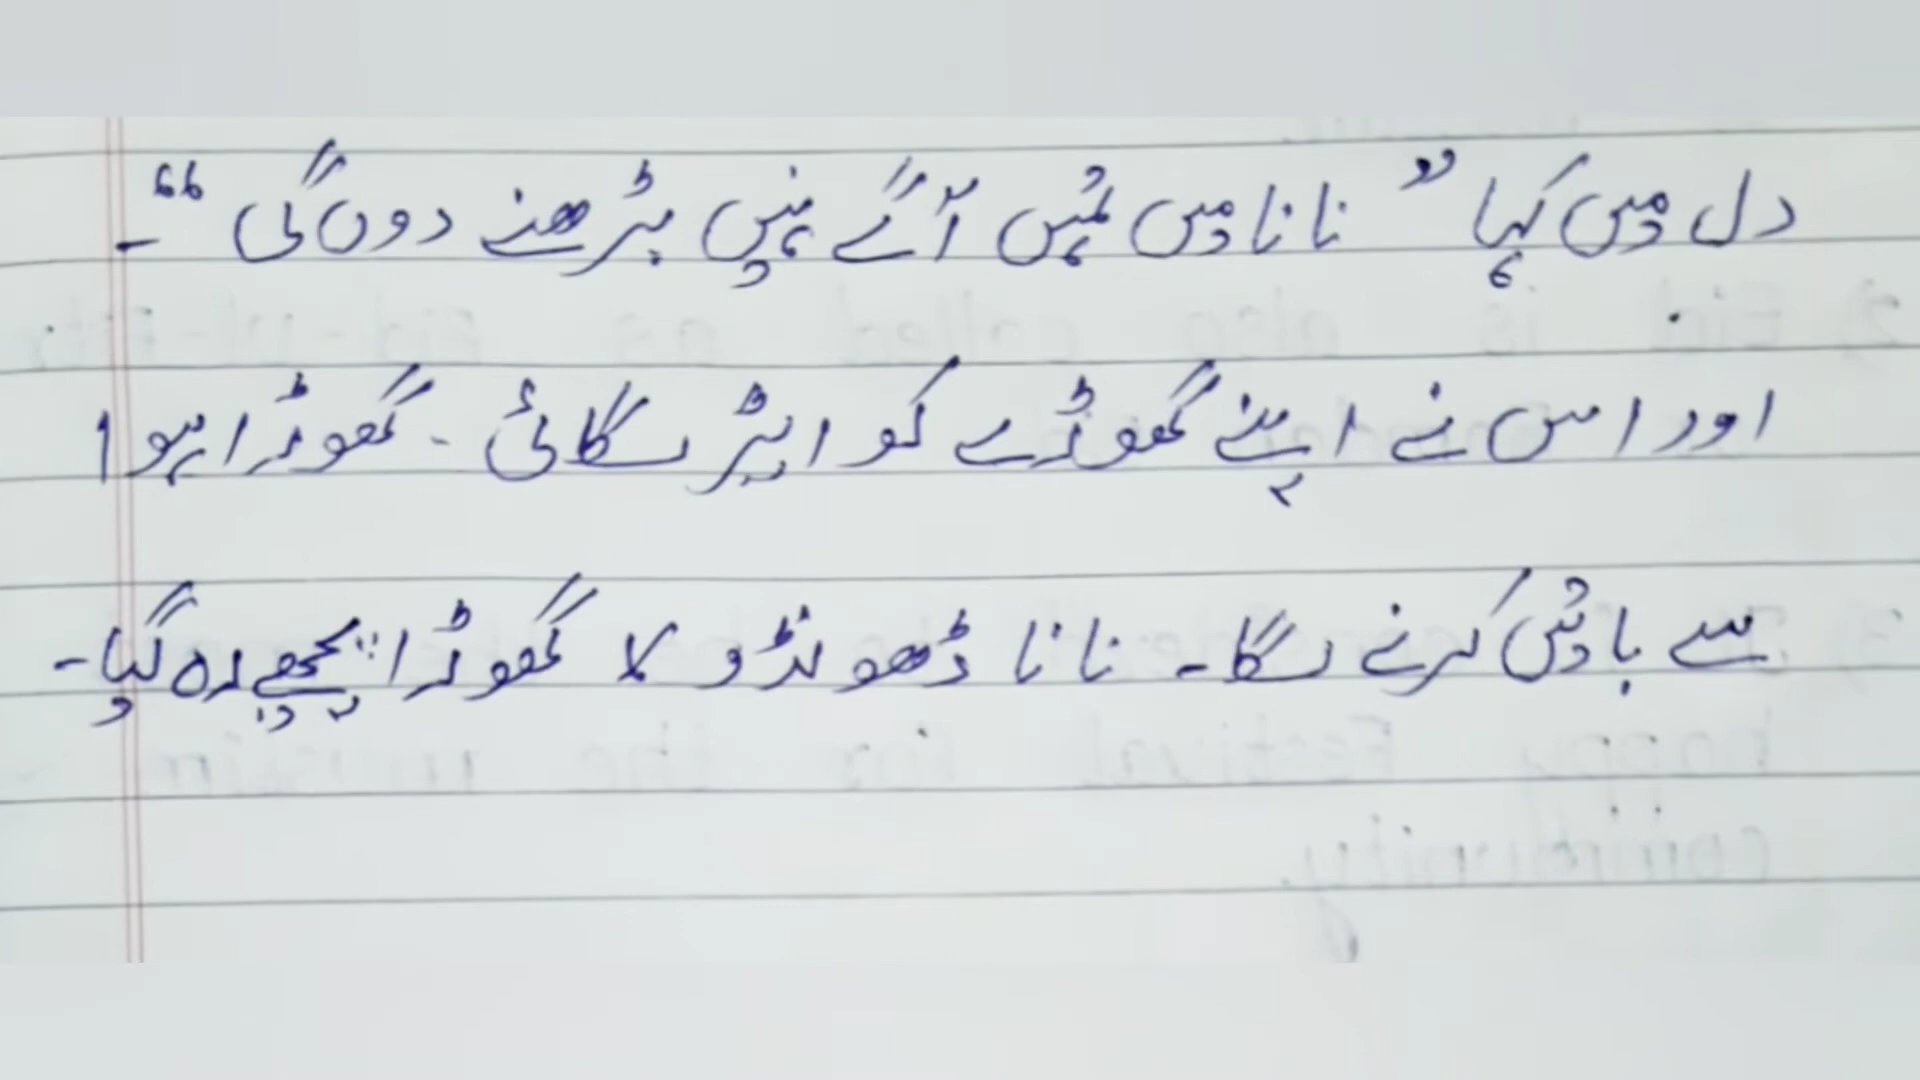 دل میں کہا "نانا میں تمہیں آگے نہیں بڑھنے دوں گی"۔
اور اس نے اپنے گھوڑے کو ایڑ لگائی۔ گھوڑا ہوا
سے باتیں کرنے لگا۔ نانا ڈھونڈو کا گھوڑا پیچھے رہ گیا۔